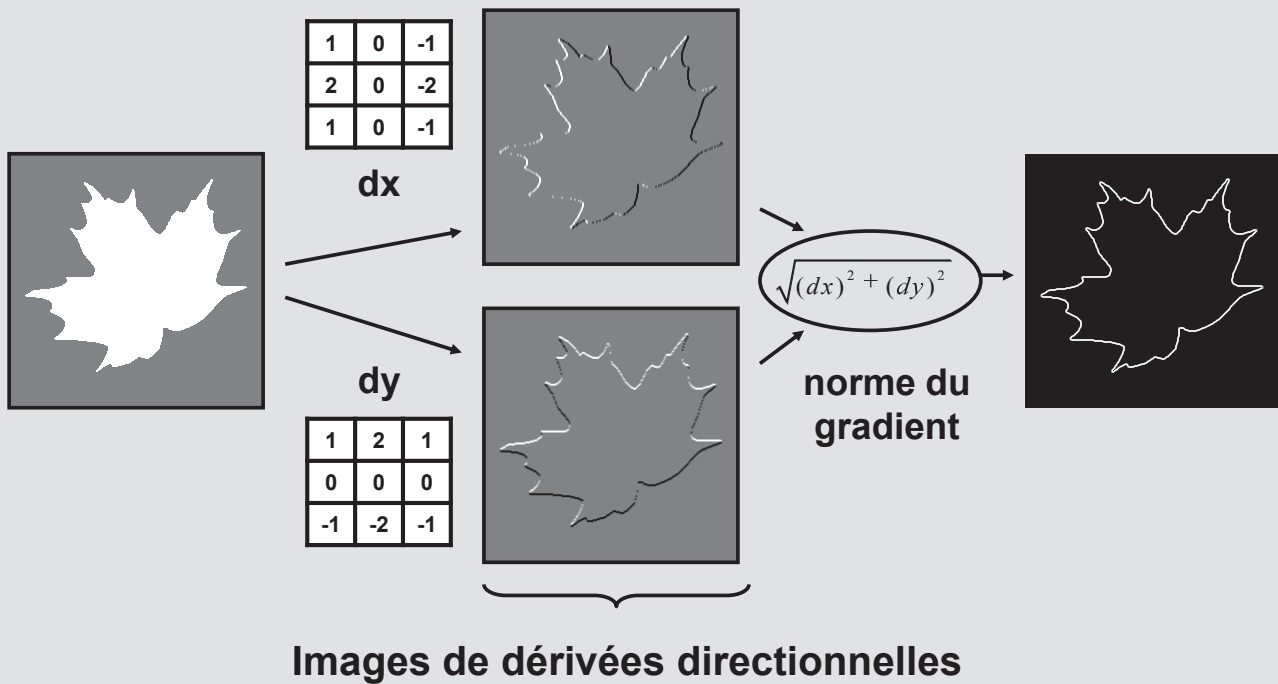 1 0 -1
2 0 -2
1 0 -1
dx
dy
1 2 1
0 0 0
-1 -2 -1
√(dx)² + (dy)²
norme du
gradient
Images de dérivées directionnelles